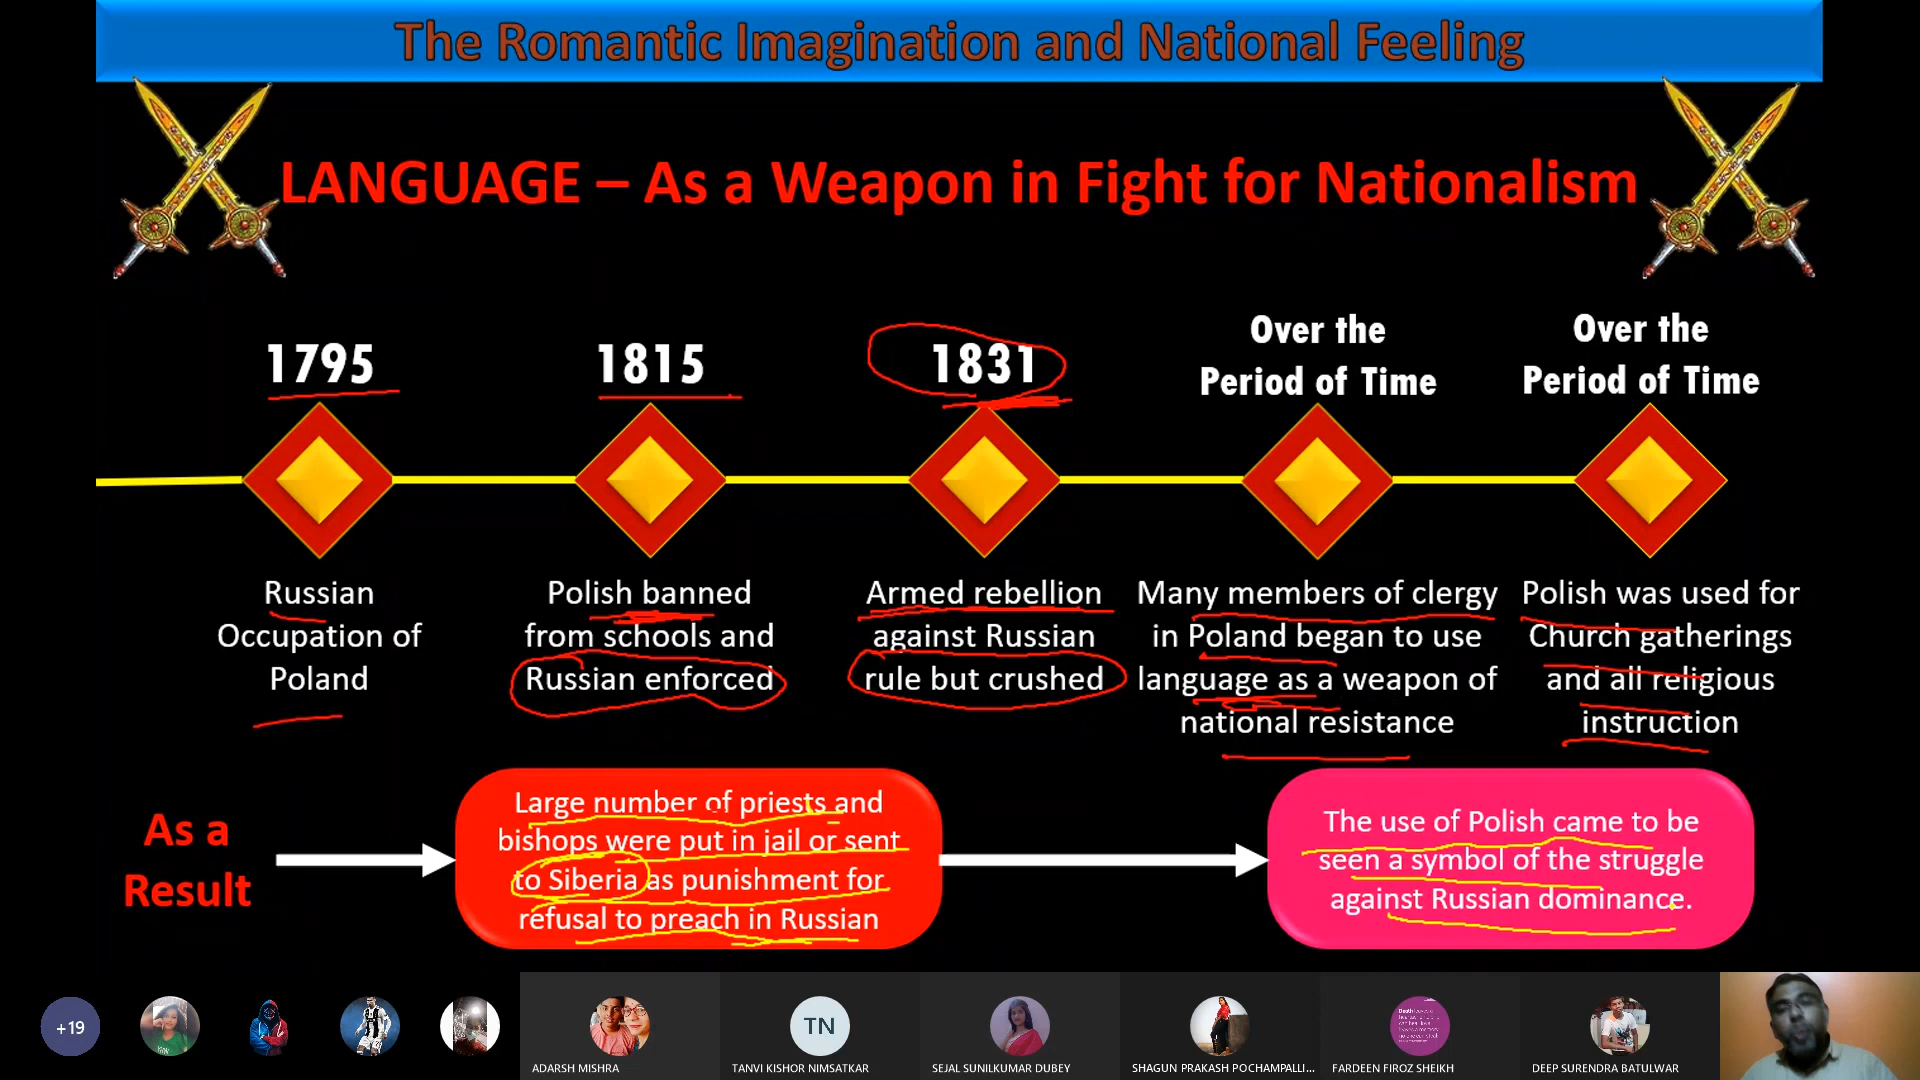 The Romantic Imagination and National Feeling
LANGUAGE – As a Weapon in Fight for Nationalism
1795
Russian
Occupation of
Poland
1815
Polish banned
from schools and
Russian enforced
1831
Armed rebellion
against Russian
rule but crushed
Over the
Period of Time
Many members of clergy
in Poland began to use
language as a weapon of
national resistance
Over the
Period of Time
Polish was used for
Church gatherings
and all religious
instruction
As a
Result
Large number of priests and
bishops were put in jail or sent
to Siberia as punishment for
refusal to preach in Russian
The use of Polish came to be
seen a symbol of the struggle
against Russian dominance.
+19
ADARSH MISHRA
TN
TANVI KISHOR NIMSATKAR
SEJAL SUNILKUMAR DUBEY
SHAGUN PRAKASH POCHAMPALLI...
FARDEEN FIROZ SHEIKH
DEEP SURENDRA BATULWAR